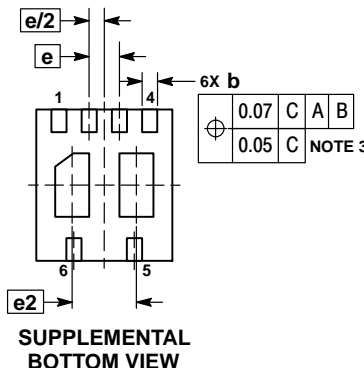 e/2
e
6X b
1
4
0.07 C A B
0.05 C NOTE 3
6
5
e2
SUPPLEMENTAL
BOTTOM VIEW